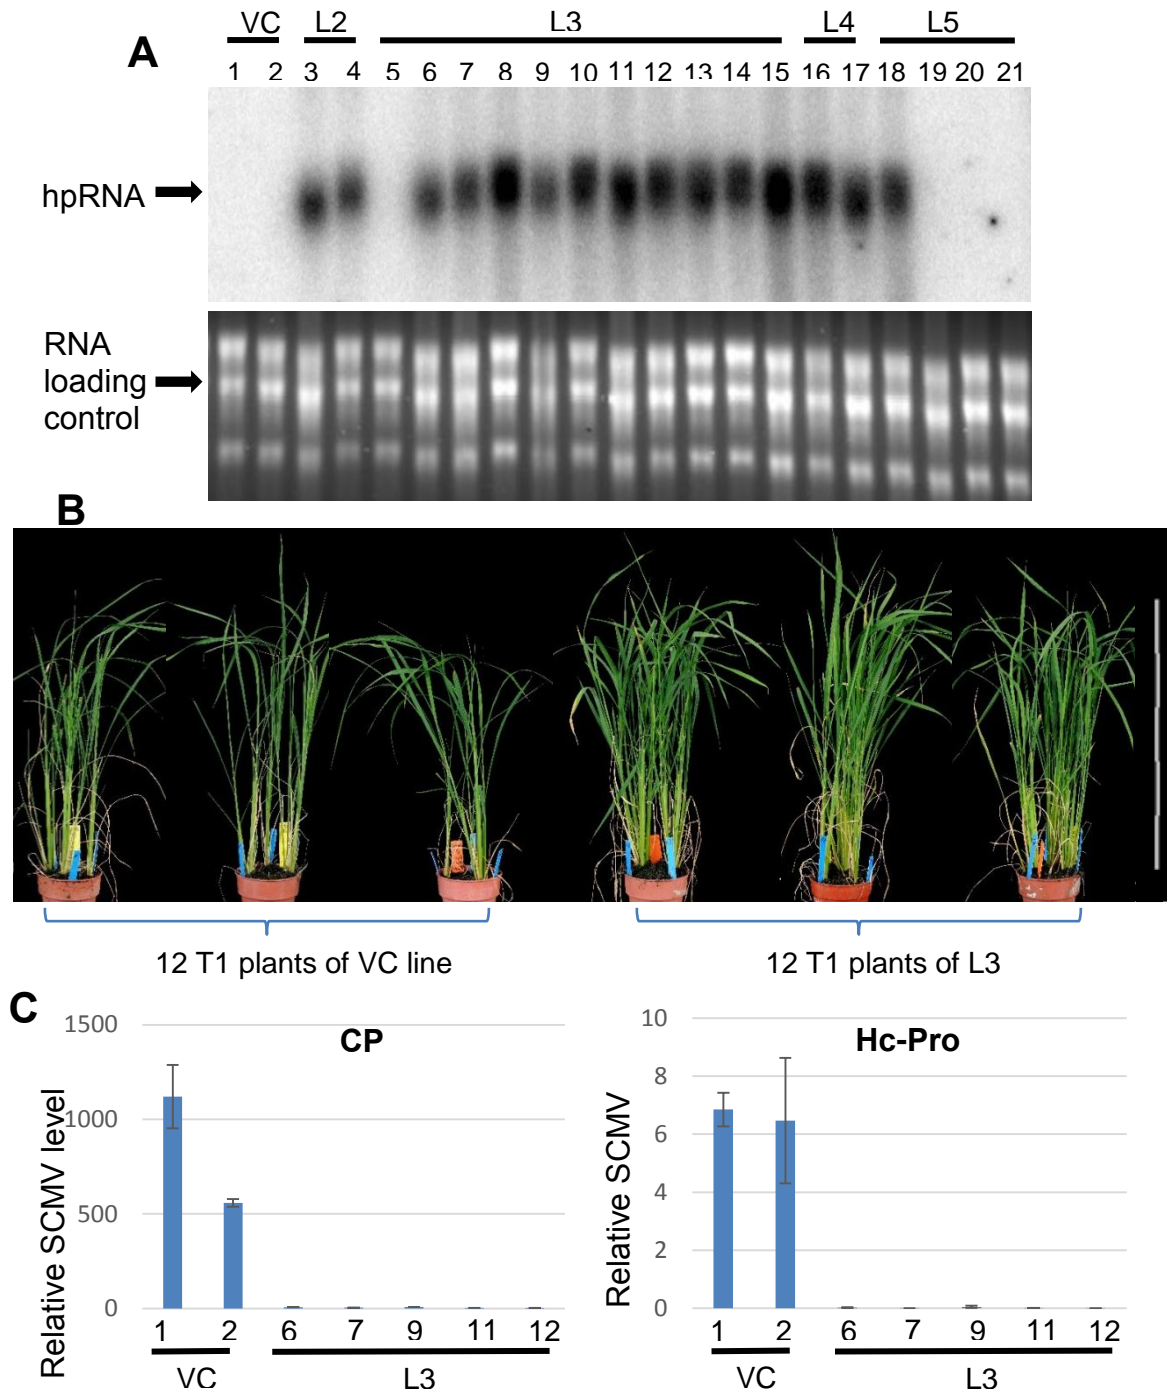 VC L2 L3 L4 L5
A
1 2 3 4 5 6 7 8 9 10 11 12 13 14 15 16 17 18 19 20 21
hpRNA
RNA
loading
control
B
12 T1 plants of VC line
12 T1 plants of L3
C
CP
Relative SCMV level
1500
1000
500
0
1 2 6 7 9 11 12
VC L3
Hc-Pro
Relative SCMV
10
8
6
4
2
0
1 2 6 7 9 11 12
VC L3